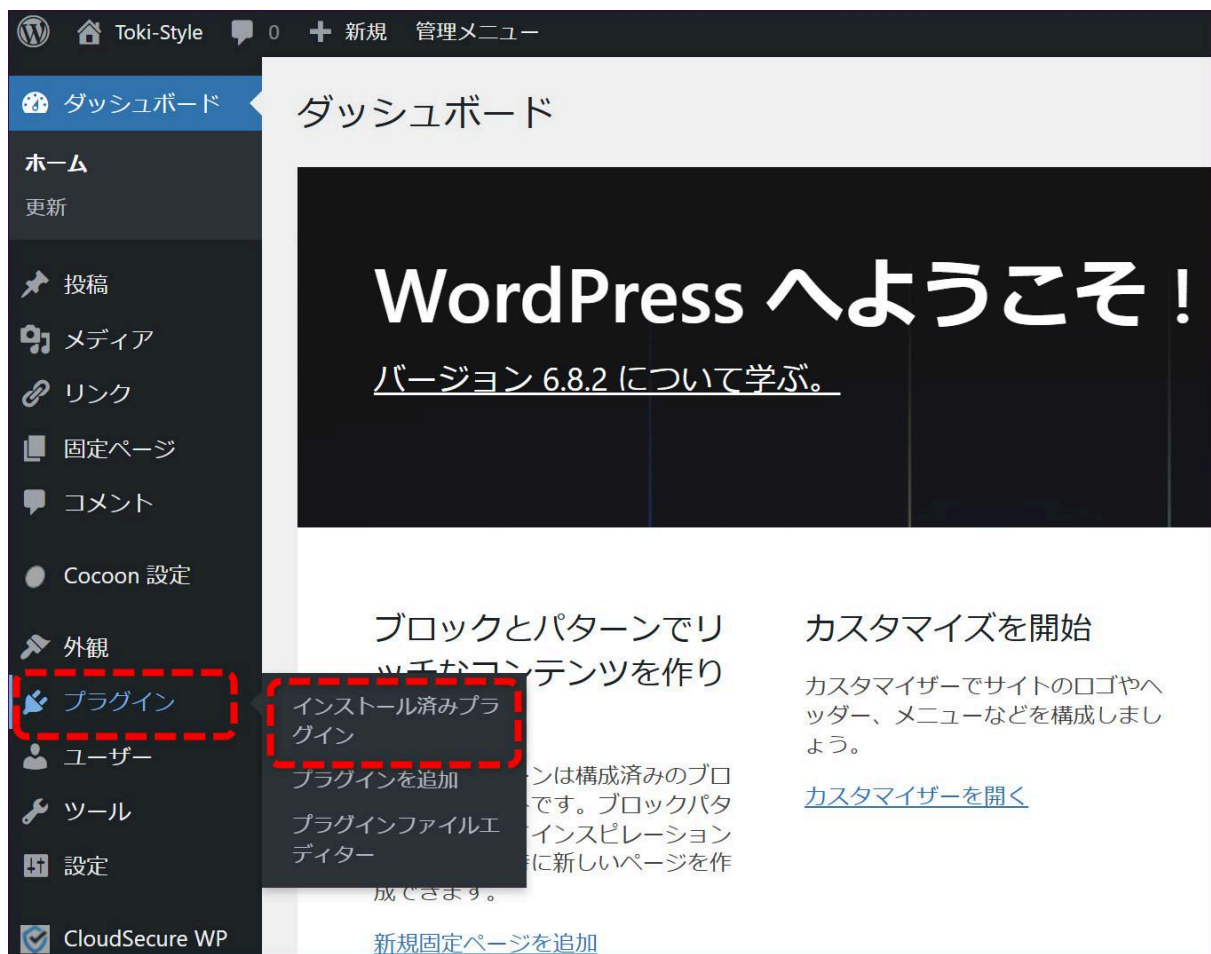 Toki-Style 0 新規 管理メニュー
ダッシュボード
ホーム
更新
投稿
メディア
リンク
固定ページ
コメント
Cocoon 設定
外観
プラグイン
ユーザー
ツール
設定
CloudSecure WP
インストール済みプラ
グイン
プラグインを追加
プラグインファイルエ
ディター
ダッシュボード
WordPress へようこそ！
バージョン 6.8.2 について学ぶ。
ブロックとパターンでリ
ッチなコンテンツを作り
ンは構成済みのブロ
です。ブロックパタ
インスピレーション
に新しいページを作
成できます。
新規固定ページを追加
カスタマイズを開始
カスタマイザーでサイトのロゴやヘ
ッダー、メニューなどを構成しまし
ょう。
カスタマイザーを開く